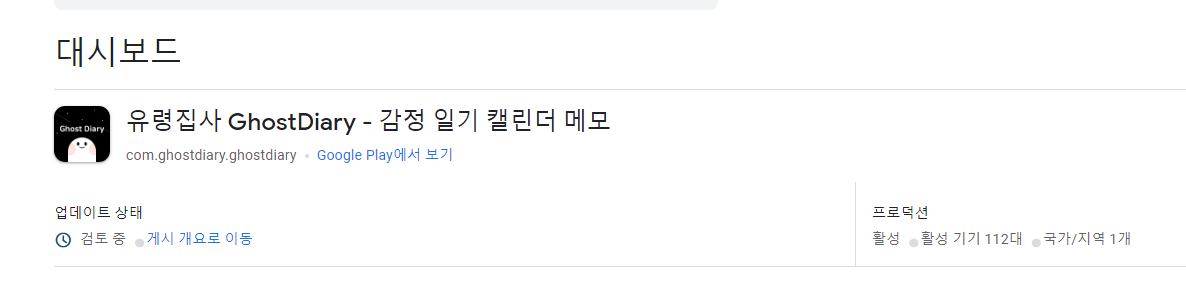 대시보드
Ghost Diary
유령집사 GhostDiary - 감정 일기 캘린더 메모
com.ghostdiary.ghostdiary • Google Play에서 보기
업데이트 상태
검토 중 ● 게시 개요로 이동
프로덕션
활성 ● 활성 기기 112대 ● 국가/지역 1개